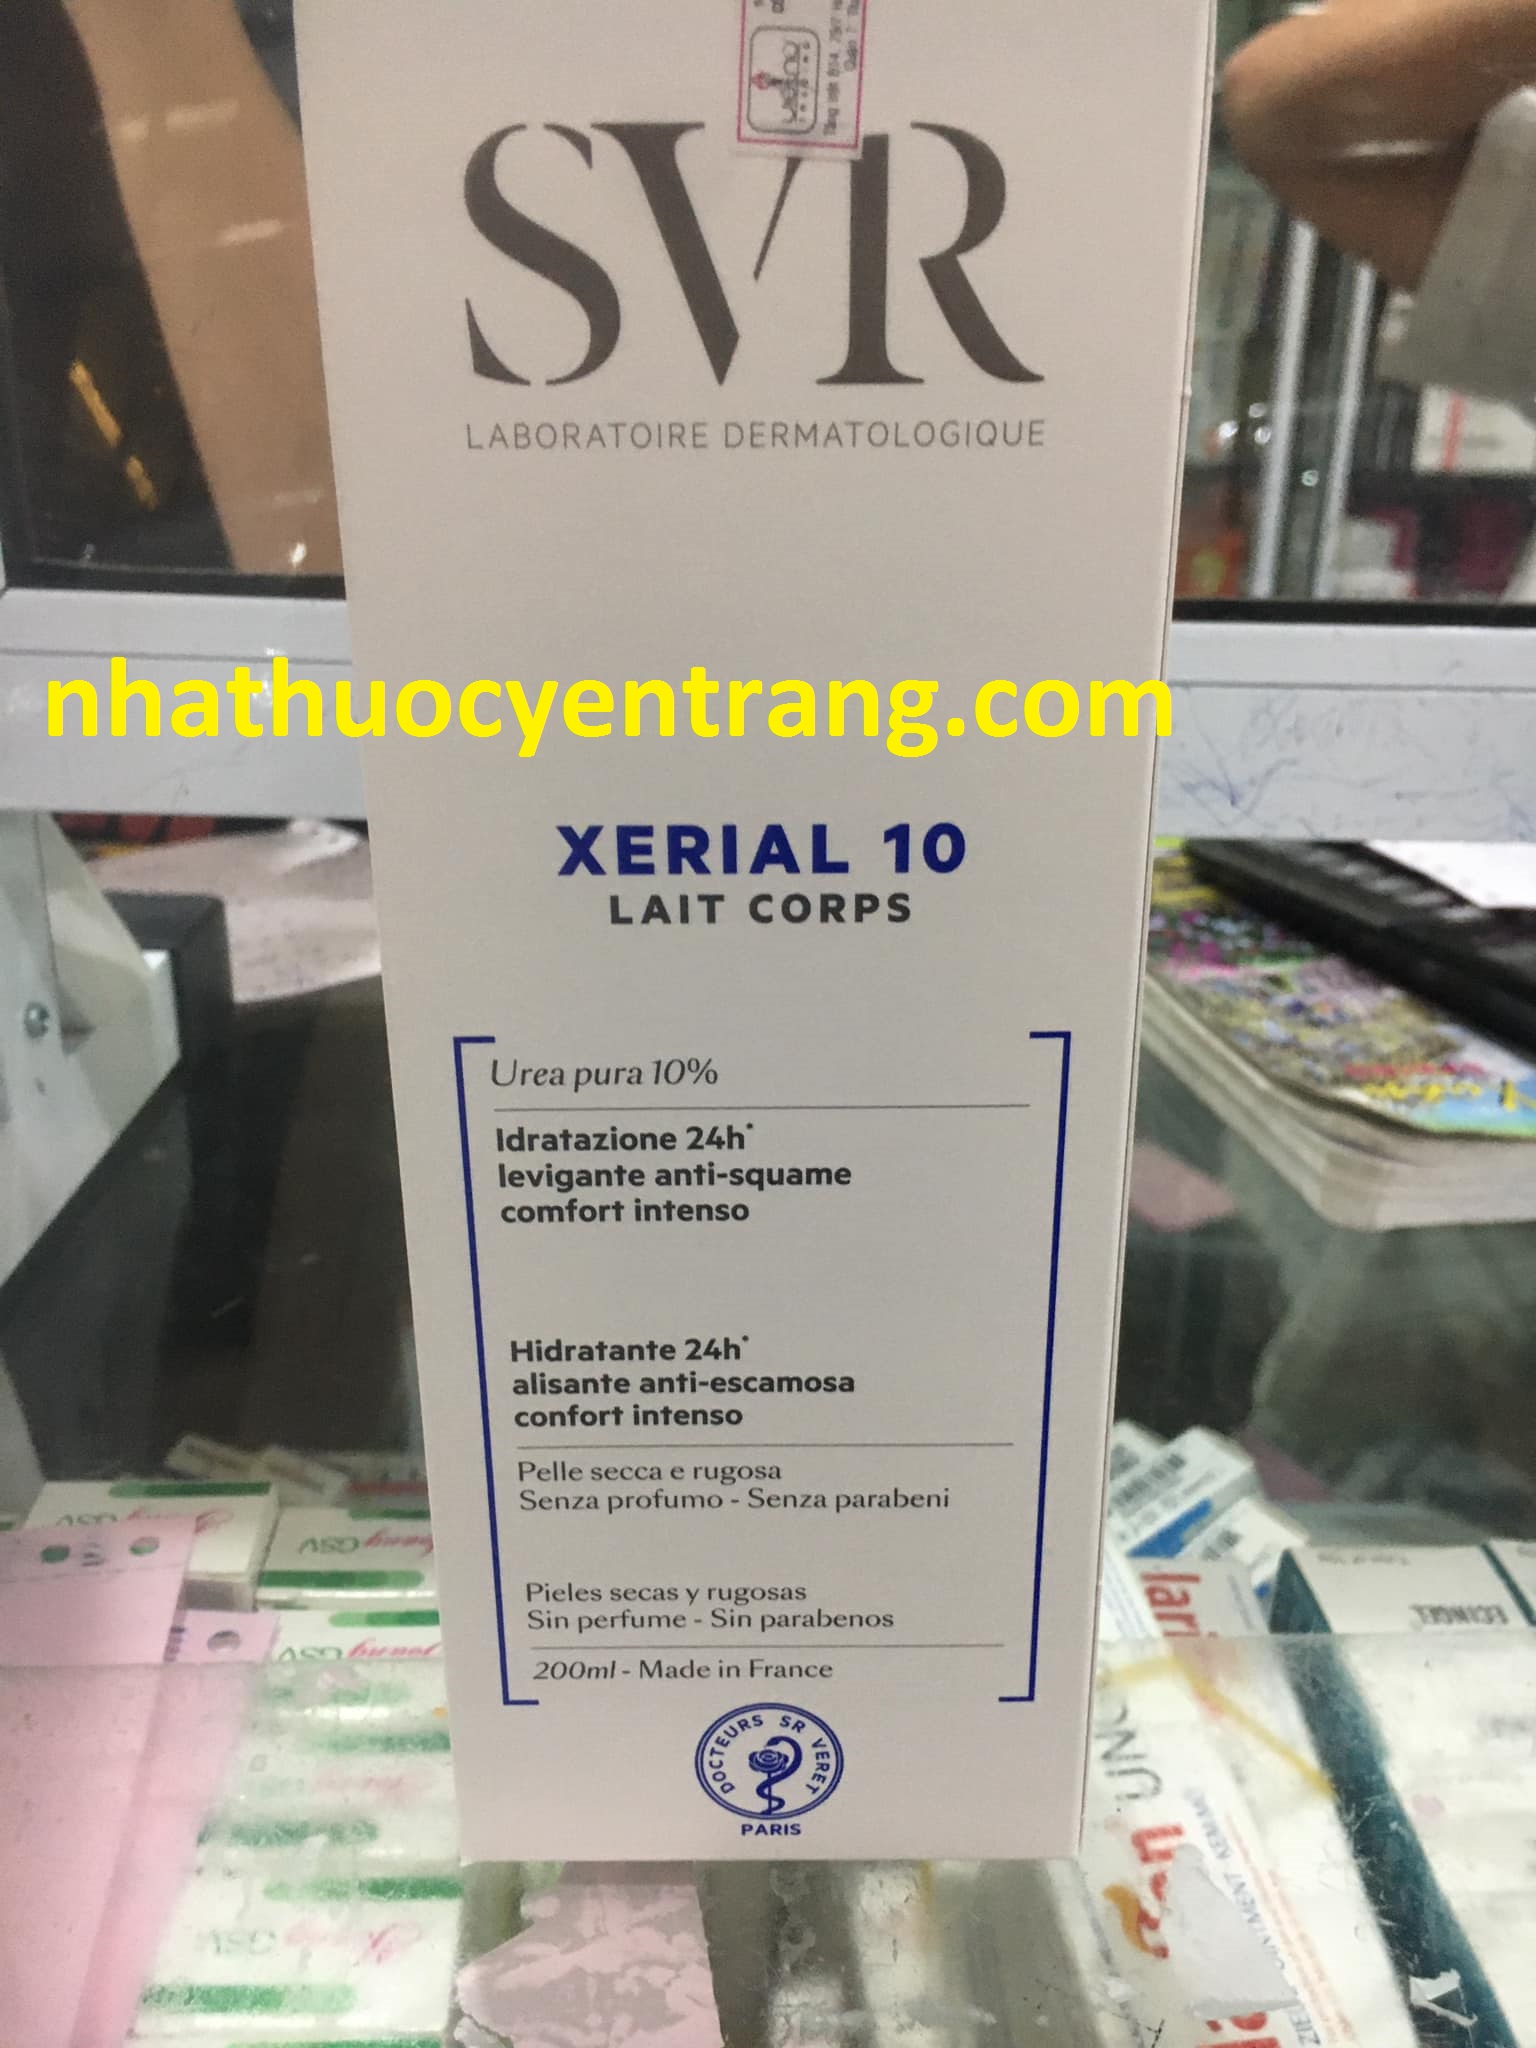 SVR
LABORATOIRE DERMATOLOGIQUE
nhathuocyentrang.com
XERIAL 10
LAIT CORPS
Urea pura 10%
Idratazione 24h*
levigante anti-squame
comfort intenso
Hidratante 24h*
alisante anti-escamosa
confort intenso
Pelle secca e rugosa
Senza profumo - Senza parabeni
Pieles secas y rugosas
Sin perfume - Sin parabenos
200ml - Made in France
DOCTEURS SR VERET
PARIS